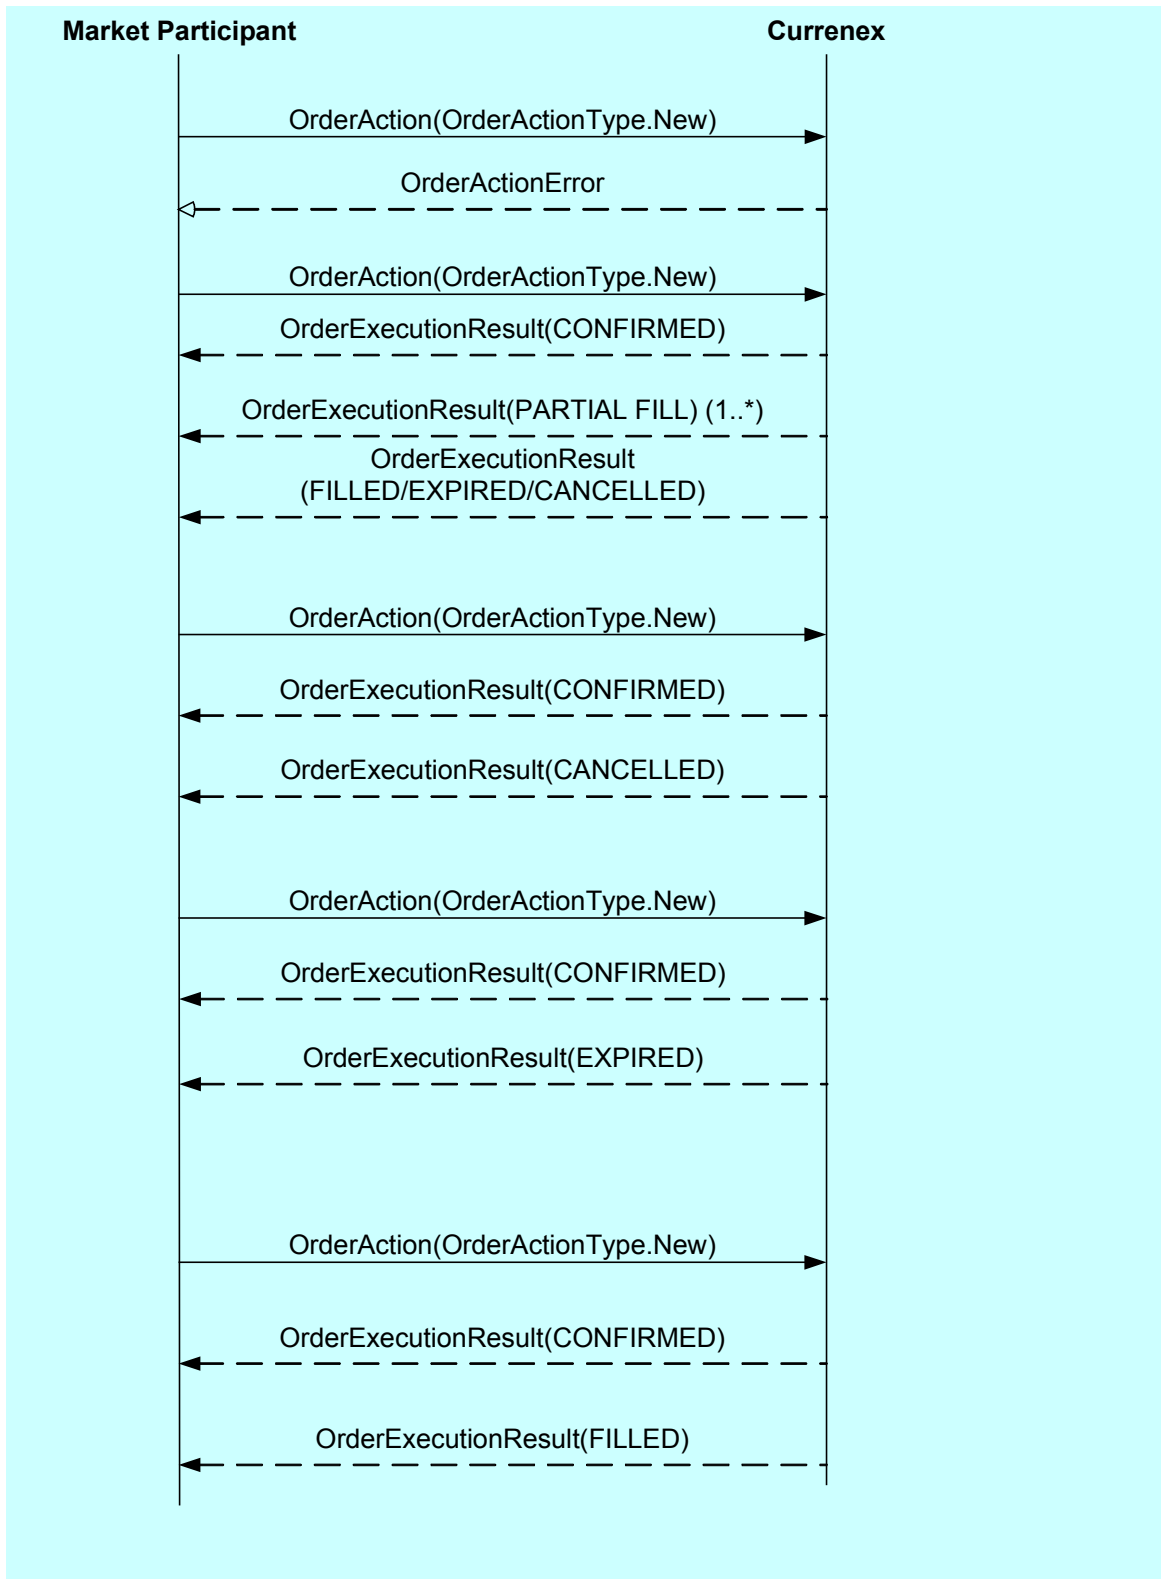 Market Participant
Currenex
OrderAction(OrderActionType.New)
OrderActionError
OrderAction(OrderActionType.New)
OrderExecutionResult(CONFIRMED)
OrderExecutionResult(PARTIAL FILL) (1..*)
OrderExecutionResult
(FILLED/EXPIRED/CANCELLED)
OrderAction(OrderActionType.New)
OrderExecutionResult(CONFIRMED)
OrderExecutionResult(CANCELLED)
OrderAction(OrderActionType.New)
OrderExecutionResult(CONFIRMED)
OrderExecutionResult(EXPIRED)
OrderAction(OrderActionType.New)
OrderExecutionResult(CONFIRMED)
OrderExecutionResult(FILLED)